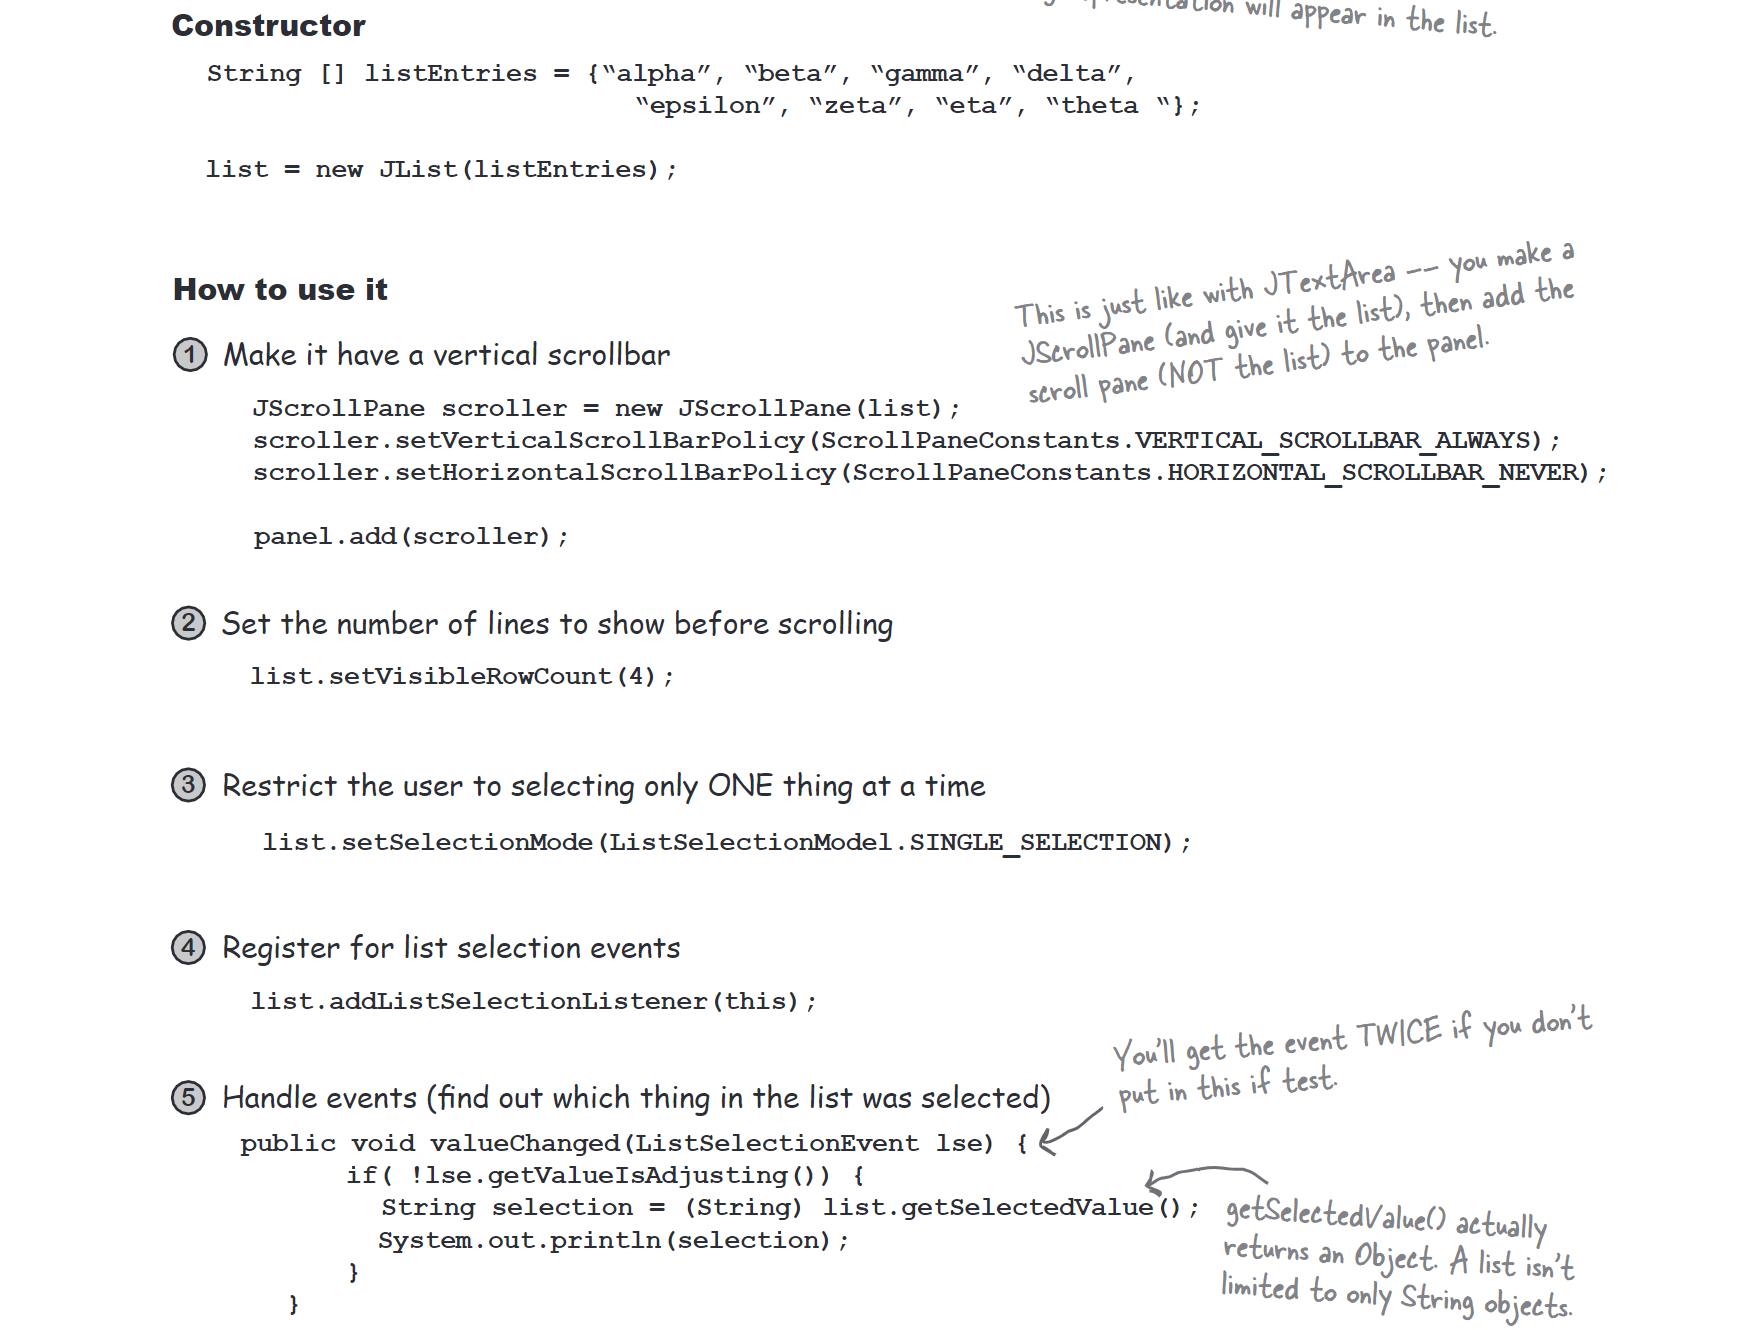 Constructor
will appear in the list.
String [] listEntries = {“alpha”, “beta”, “gamma”, “delta”,
“epsilon”, “zeta”, “eta”, “theta “};
list = new JList(listEntries);
How to use it
This is just like with JTextArea -- you make a
JScrollPane (and give it the list), then add the
scroll pane (NOT the list) to the panel.
1 Make it have a vertical scrollbar
JScrollPane scroller = new JScrollPane(list);
scroller.setVerticalScrollBarPolicy(ScrollPaneConstants.VERTICAL_SCROLLBAR_ALWAYS);
scroller.setHorizontalScrollBarPolicy(ScrollPaneConstants.HORIZONTAL_SCROLLBAR_NEVER);
panel.add(scroller);
2 Set the number of lines to show before scrolling
list.setVisibleRowCount(4);
3 Restrict the user to selecting only ONE thing at a time
list.setSelectionMode(ListSelectionModel.SINGLE_SELECTION);
4 Register for list selection events
list.addListSelectionListener(this);
You’ll get the event TWICE if you don’t
put in this if test.
5 Handle events (find out which thing in the list was selected)
public void valueChanged(ListSelectionEvent lse) {
if( !lse.getValueIsAdjusting()) {
String selection = (String) list.getSelectedValue();
System.out.println(selection);
}
}
getSelectedValue() actually
returns an Object. A list isn’t
limited to only String objects.